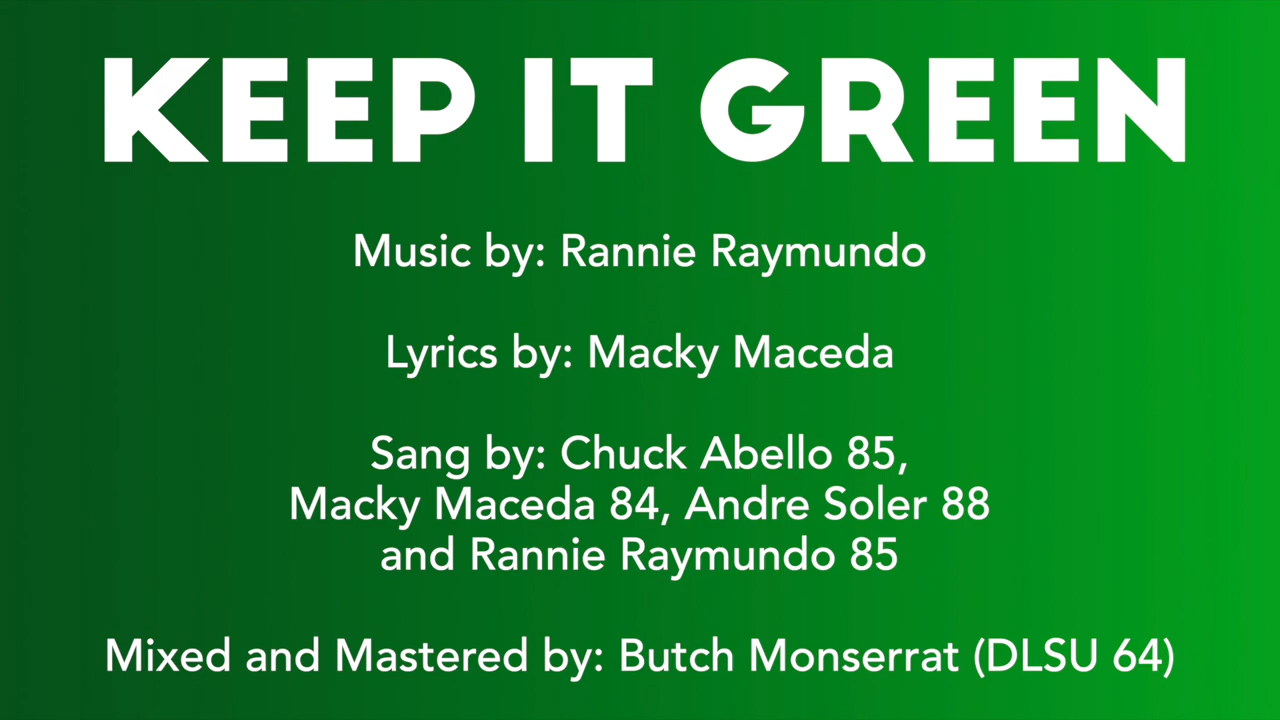 KEEP IT GREEN
Music by: Rannie Raymundo
Lyrics by: Macky Maceda
Sang by: Chuck Abello 85,
Macky Maceda 84, Andre Soler 88
and Rannie Raymundo 85
Mixed and Mastered by: Butch Monserrat (DLSU 64)